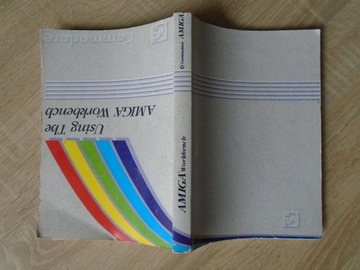 Commodore
Using The
AMIGA® Workbench
AMIGA Workbench
Commodore AMIGA